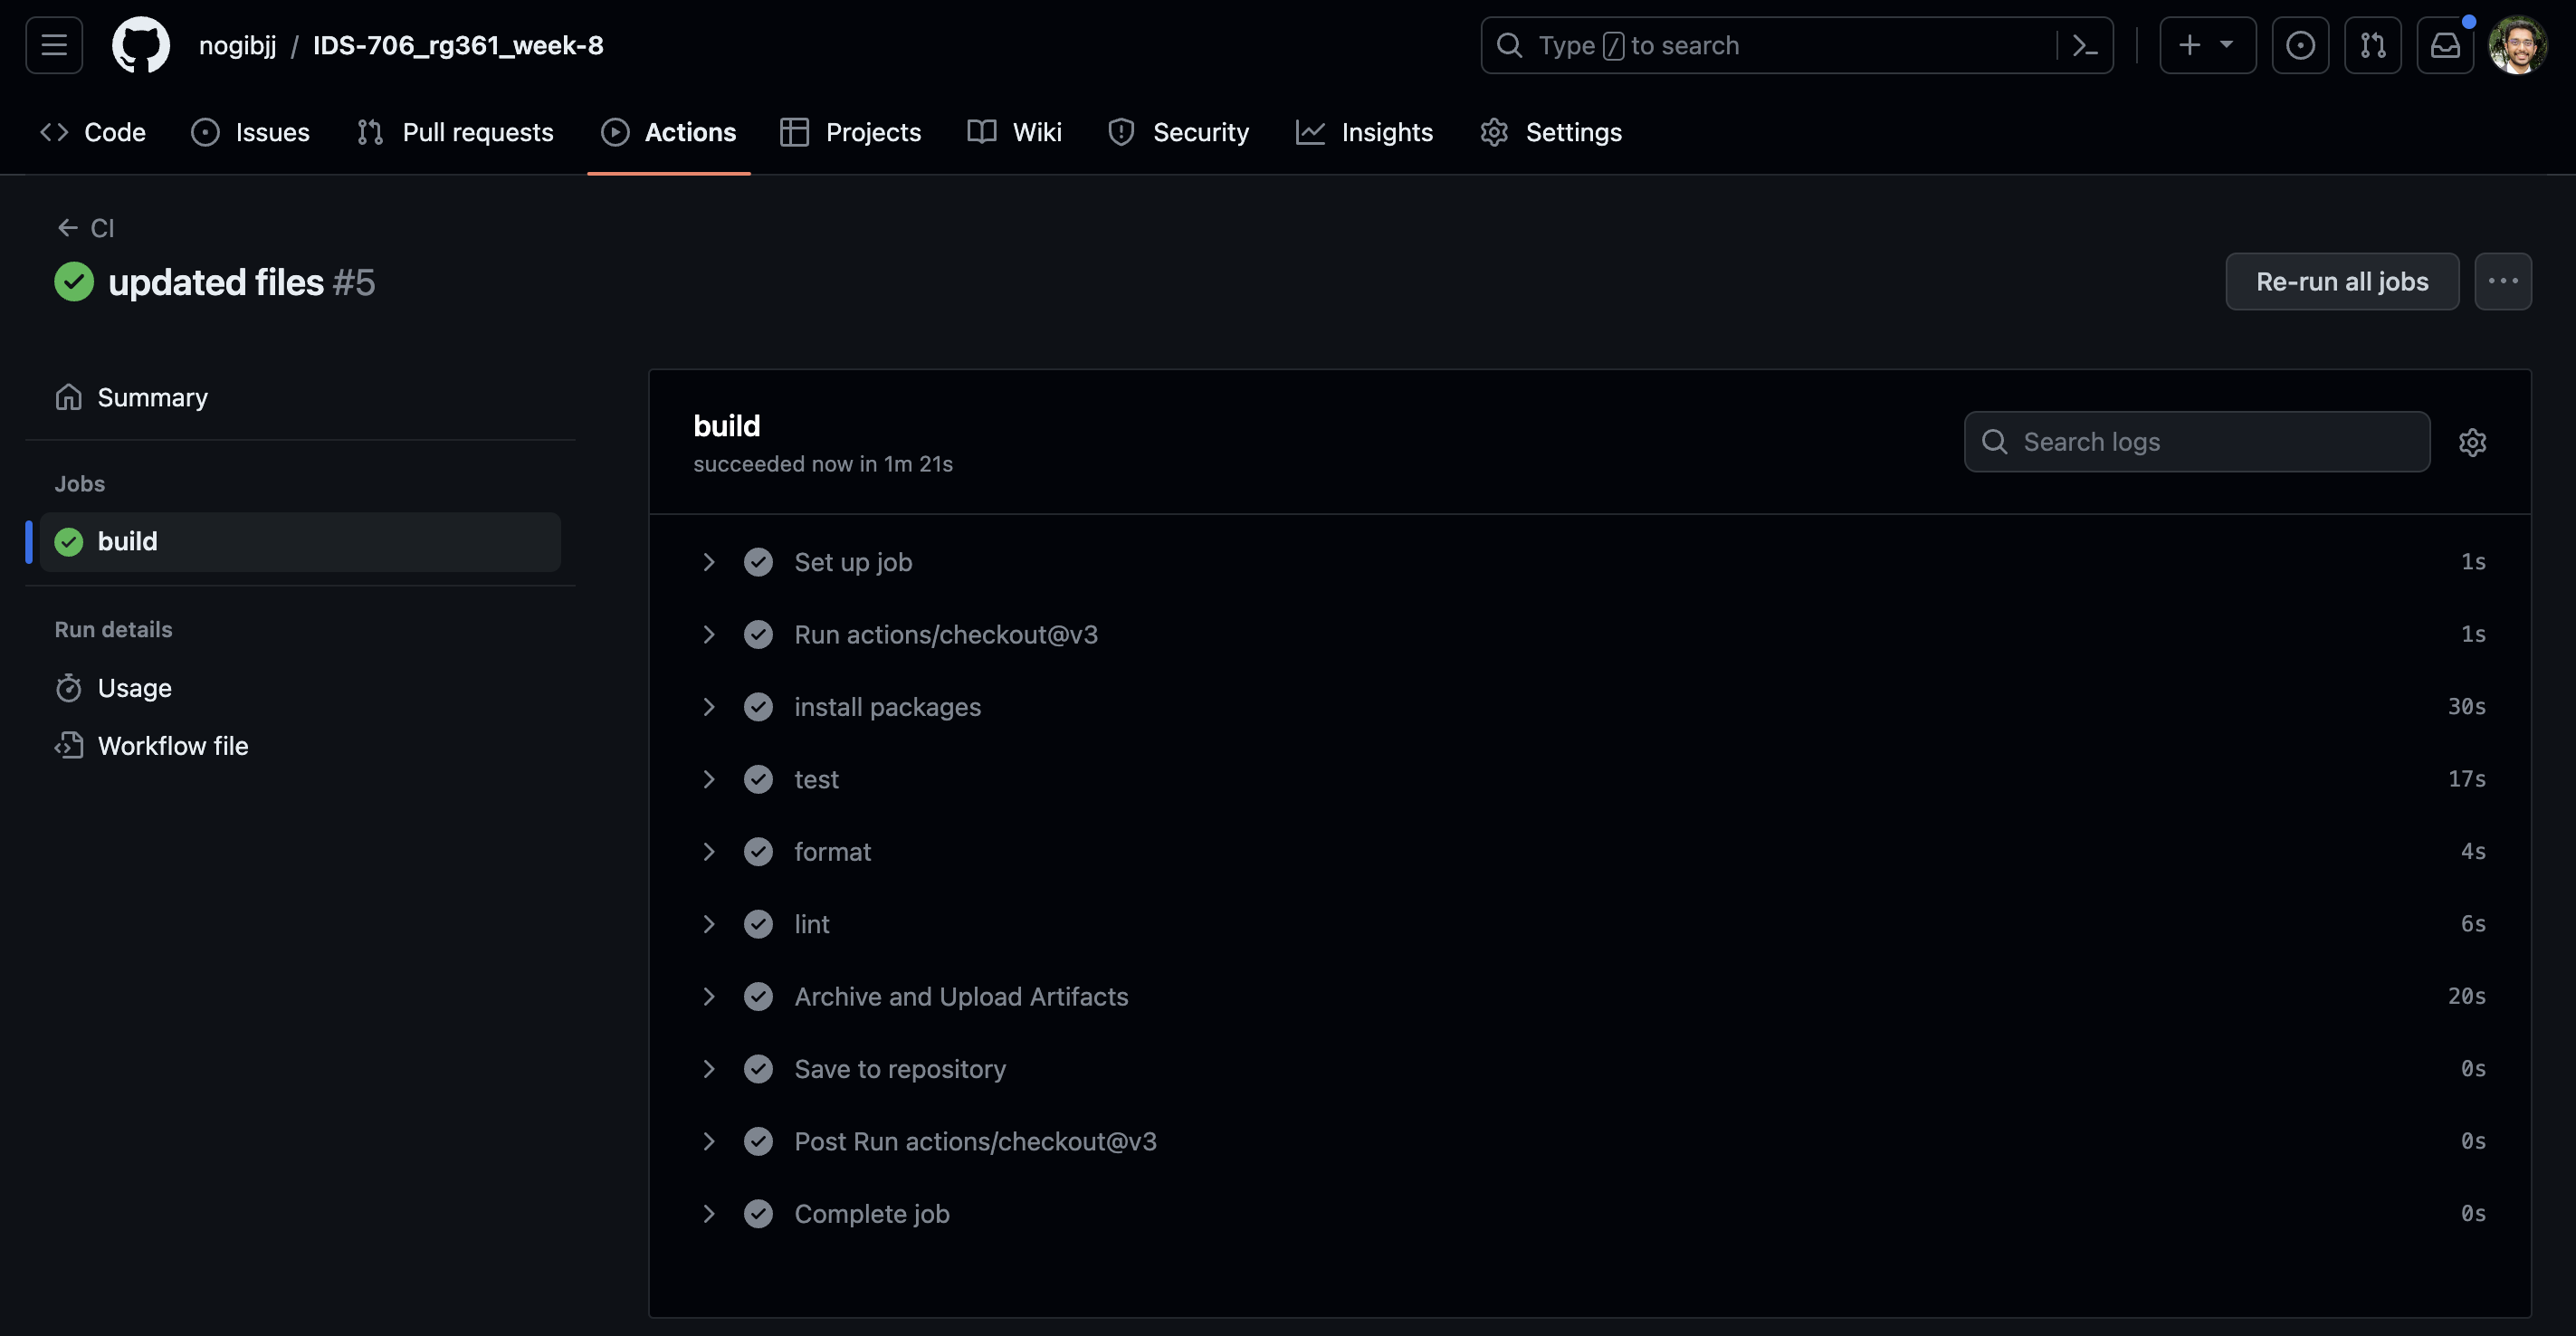 nogibjj / IDS-706_rg361_week-8
Type / to search
Code Issues Pull requests Actions Projects Wiki Security Insights Settings
CI
updated files #5
Re-run all jobs
Summary
Jobs
build
Run details
Usage
Workflow file
build
succeeded now in 1m 21s
Search logs
Set up job 1s
Run actions/checkout@v3 1s
install packages 30s
test 17s
format 4s
lint 6s
Archive and Upload Artifacts 20s
Save to repository 0s
Post Run actions/checkout@v3 0s
Complete job 0s